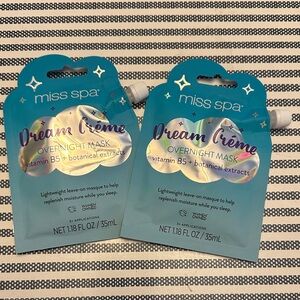 miss spa
Dream Crème
OVERNIGHT MASK
vitamin B5 + botanical extracts
Lightweight leave-on masque to help
replenish moisture while you sleep.
NET 1.18 FL OZ / 35mL
miss spa
Dream Crème
OVERNIGHT MASK
vitamin B5 + botanical extracts
Lightweight leave-on masque to help
replenish moisture while you sleep.
NET 1.18 FL OZ / 35mL